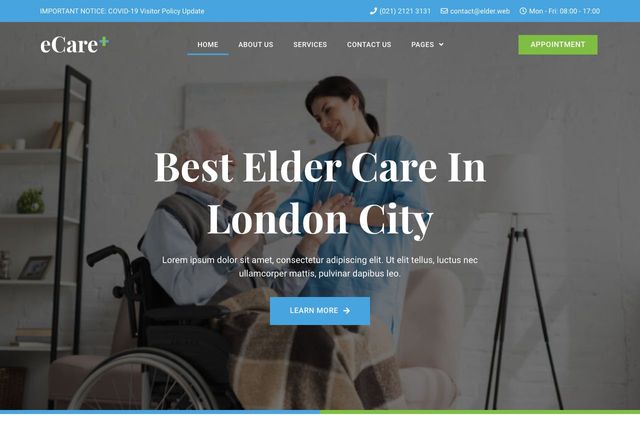 IMPORTANT NOTICE: COVID-19 Visitor Policy Update
(021) 2121 3131
contact@elder.web
Mon - Fri: 08:00 - 17:00
eCare+
HOME
ABOUT US
SERVICES
CONTACT US
PAGES
APPOINTMENT
Best Elder Care In
London City
Lorem ipsum dolor sit amet, consectetur adipiscing elit. Ut elit tellus, luctus nec
ullamcorper mattis, pulvinar dapibus leo.
LEARN MORE